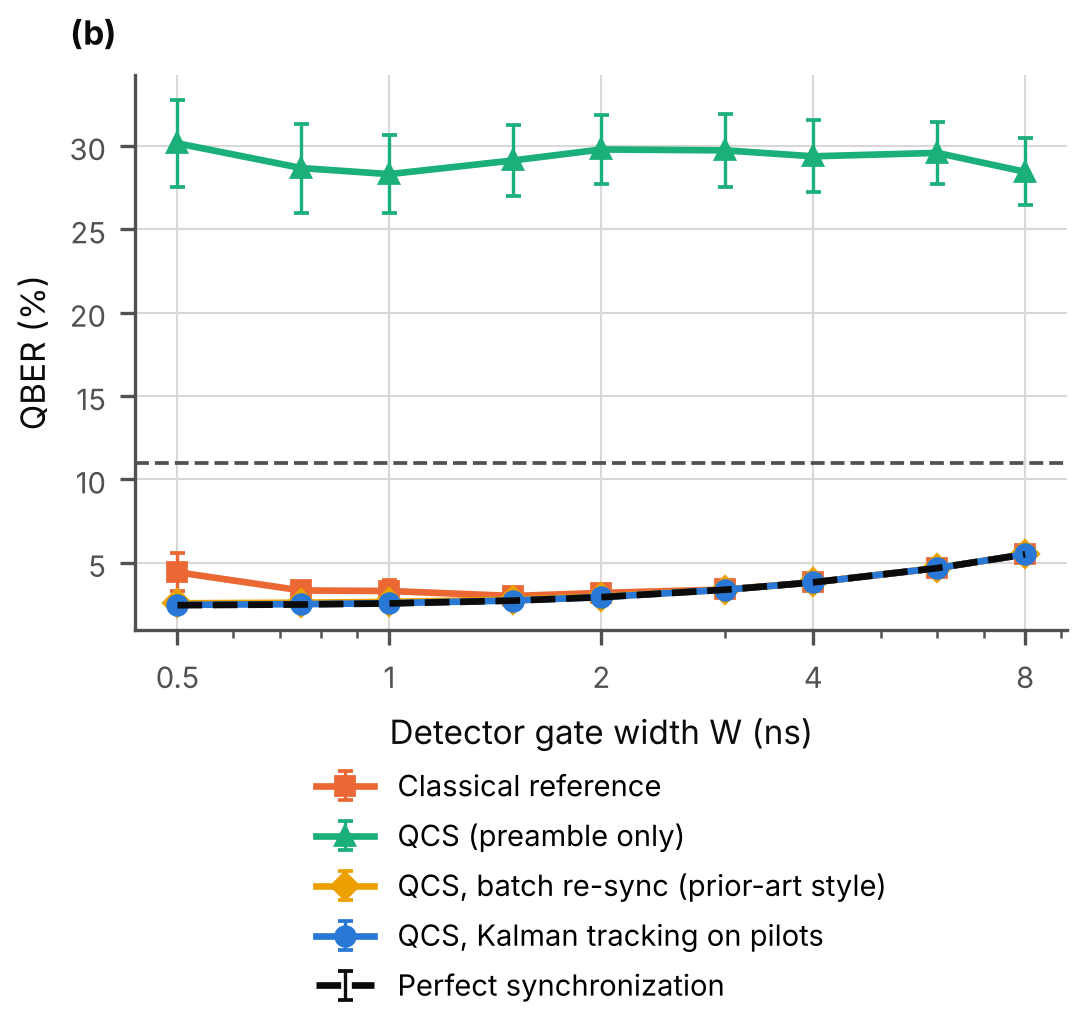 (b)
30
25
20
15
10
5
QBER (%)
0.5 1 2 4 8
Detector gate width W (ns)
Classical reference
QCS (preamble only)
QCS, batch re-sync (prior-art style)
QCS, Kalman tracking on pilots
Perfect synchronization